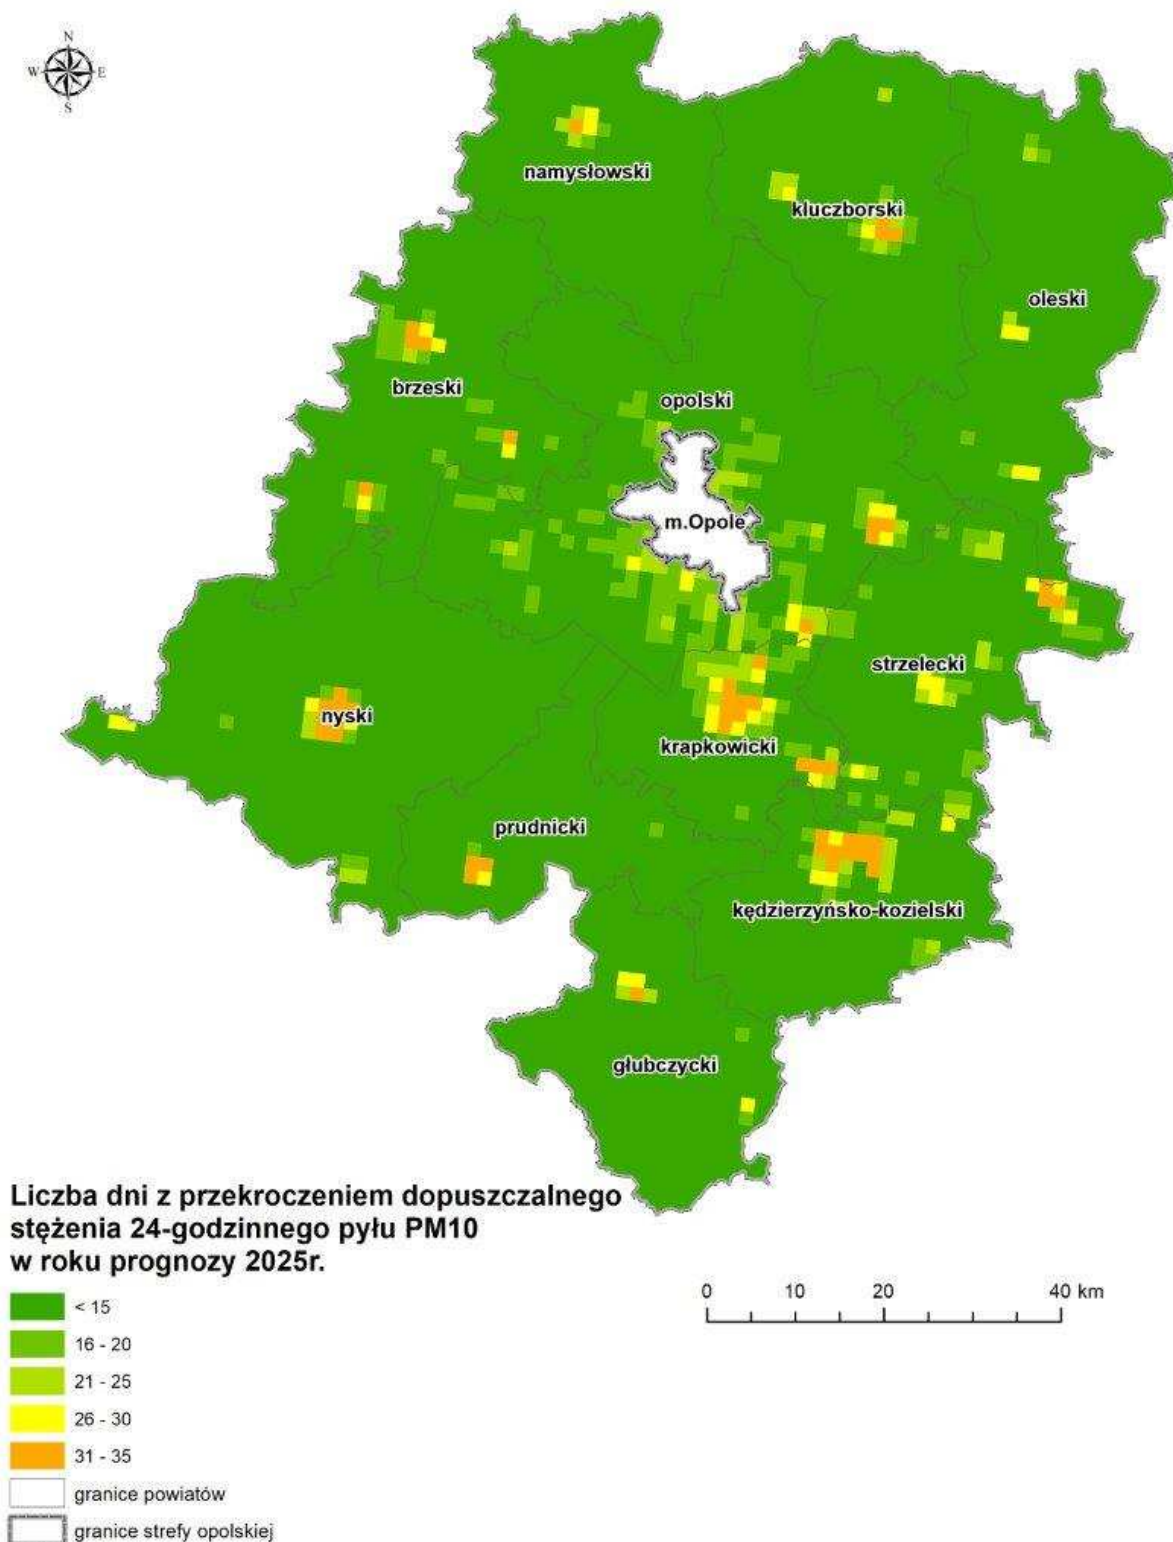 N
W E
S
namysłowski
kluczborski
oleski
brzeski
opolski
m.Opole
strzelecki
nyski
krapkowicki
prudnicki
kędzierzyńsko-kozielski
głubczycki
Liczba dni z przekroczeniem dopuszczalnego
stężenia 24-godzinnego pyłu PM10
w roku prognozy 2025r.
0 10 20 40 km
< 15
16 - 20
21 - 25
26 - 30
31 - 35
granice powiatów
granice strefy opolskiej